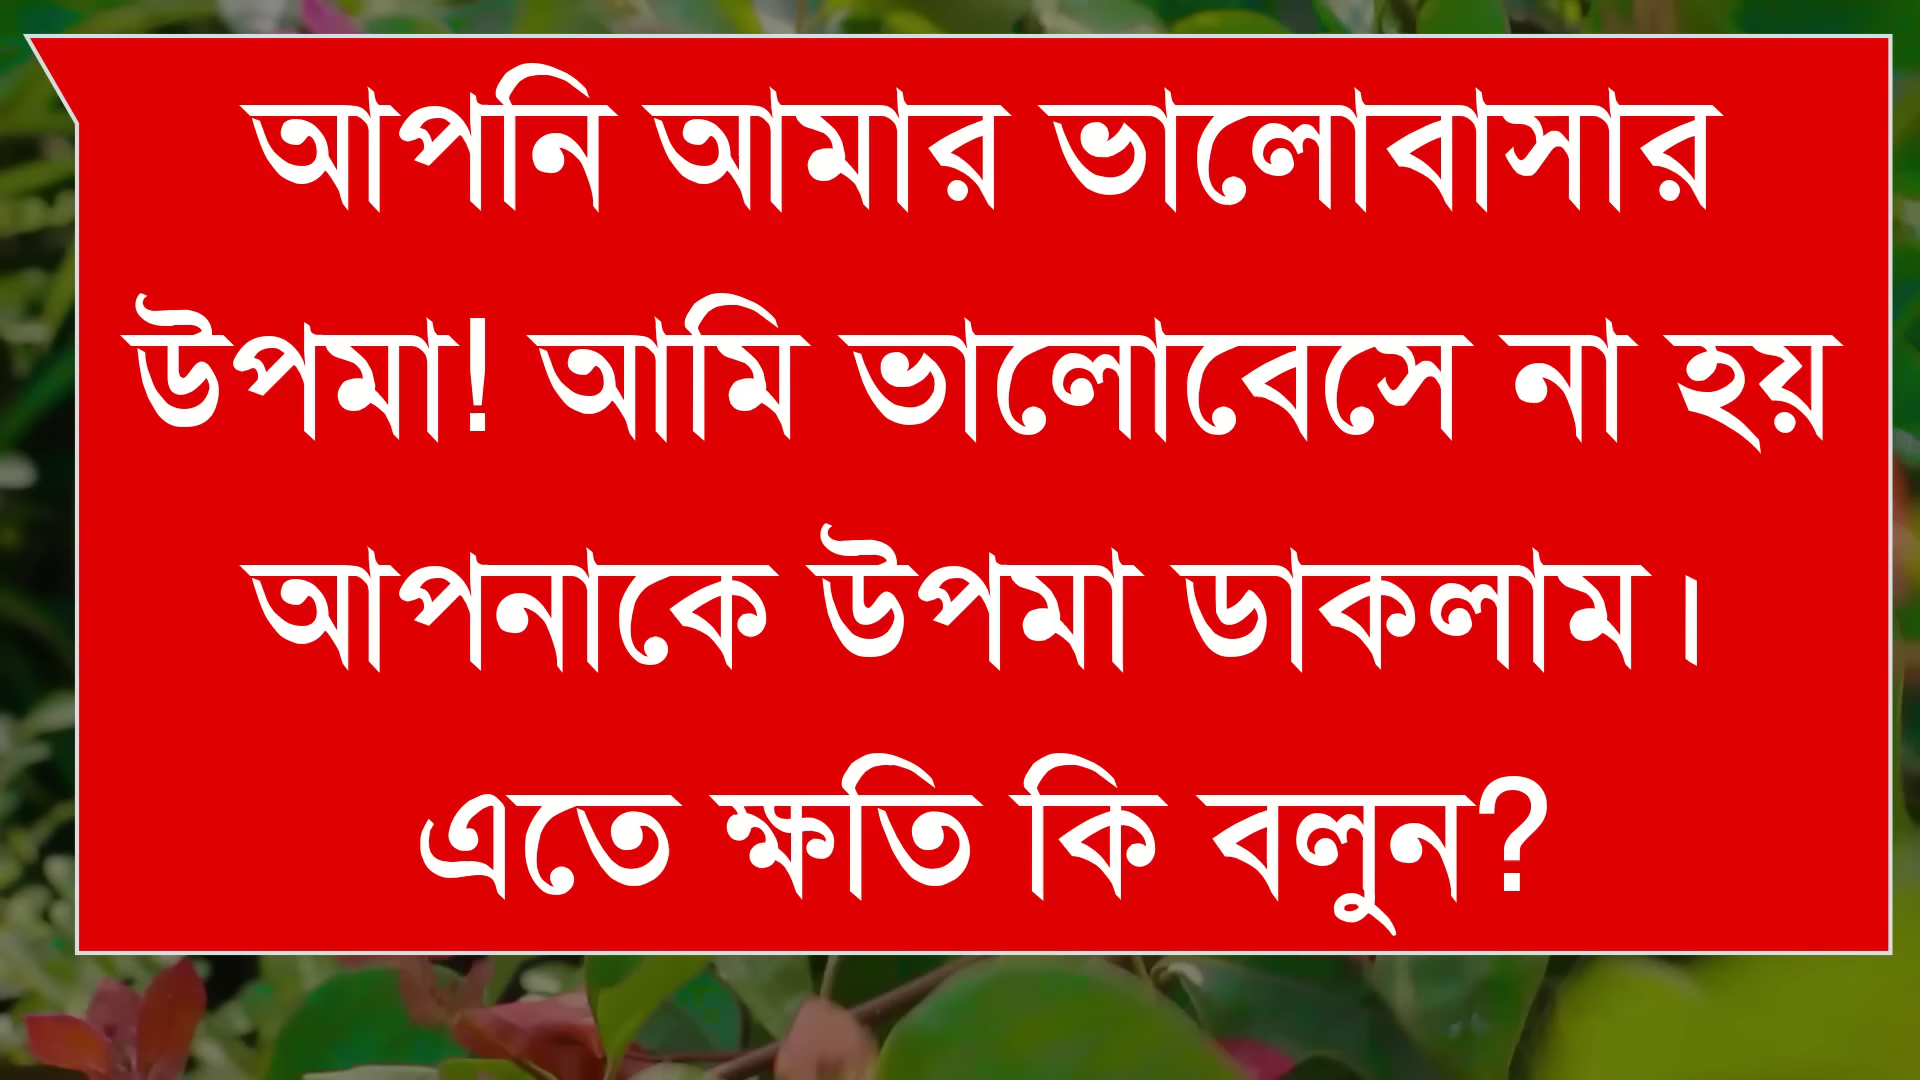 আপনি আমার ভালোবাসার
উপমা! আমি ভালোবেসে না হয়
আপনাকে উপমা ডাকলাম।
এতে ক্ষতি কি বলুন?